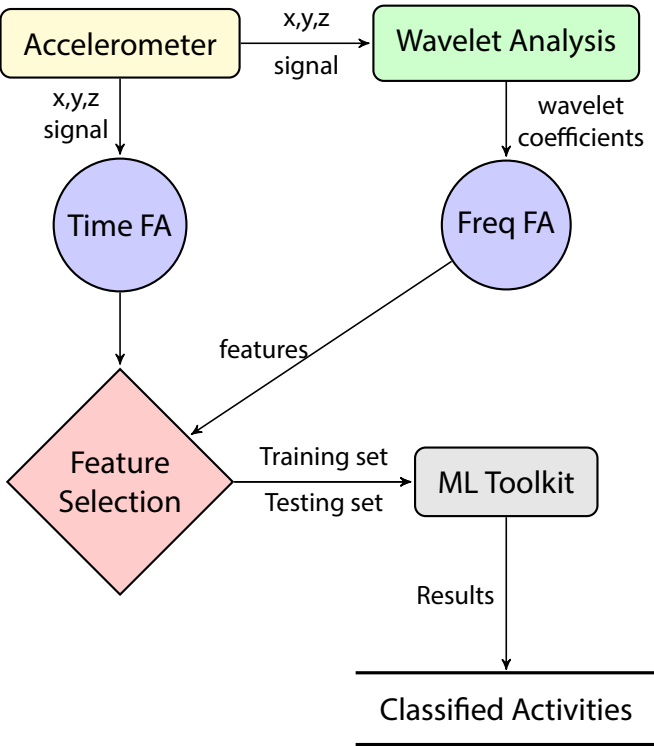 Accelerometer
x,y,z
signal
Wavelet Analysis
x,y,z
signal
wavelet
coefficients
Time FA
Freq FA
features
Feature
Selection
Training set
Testing set
ML Toolkit
Results
Classified Activities